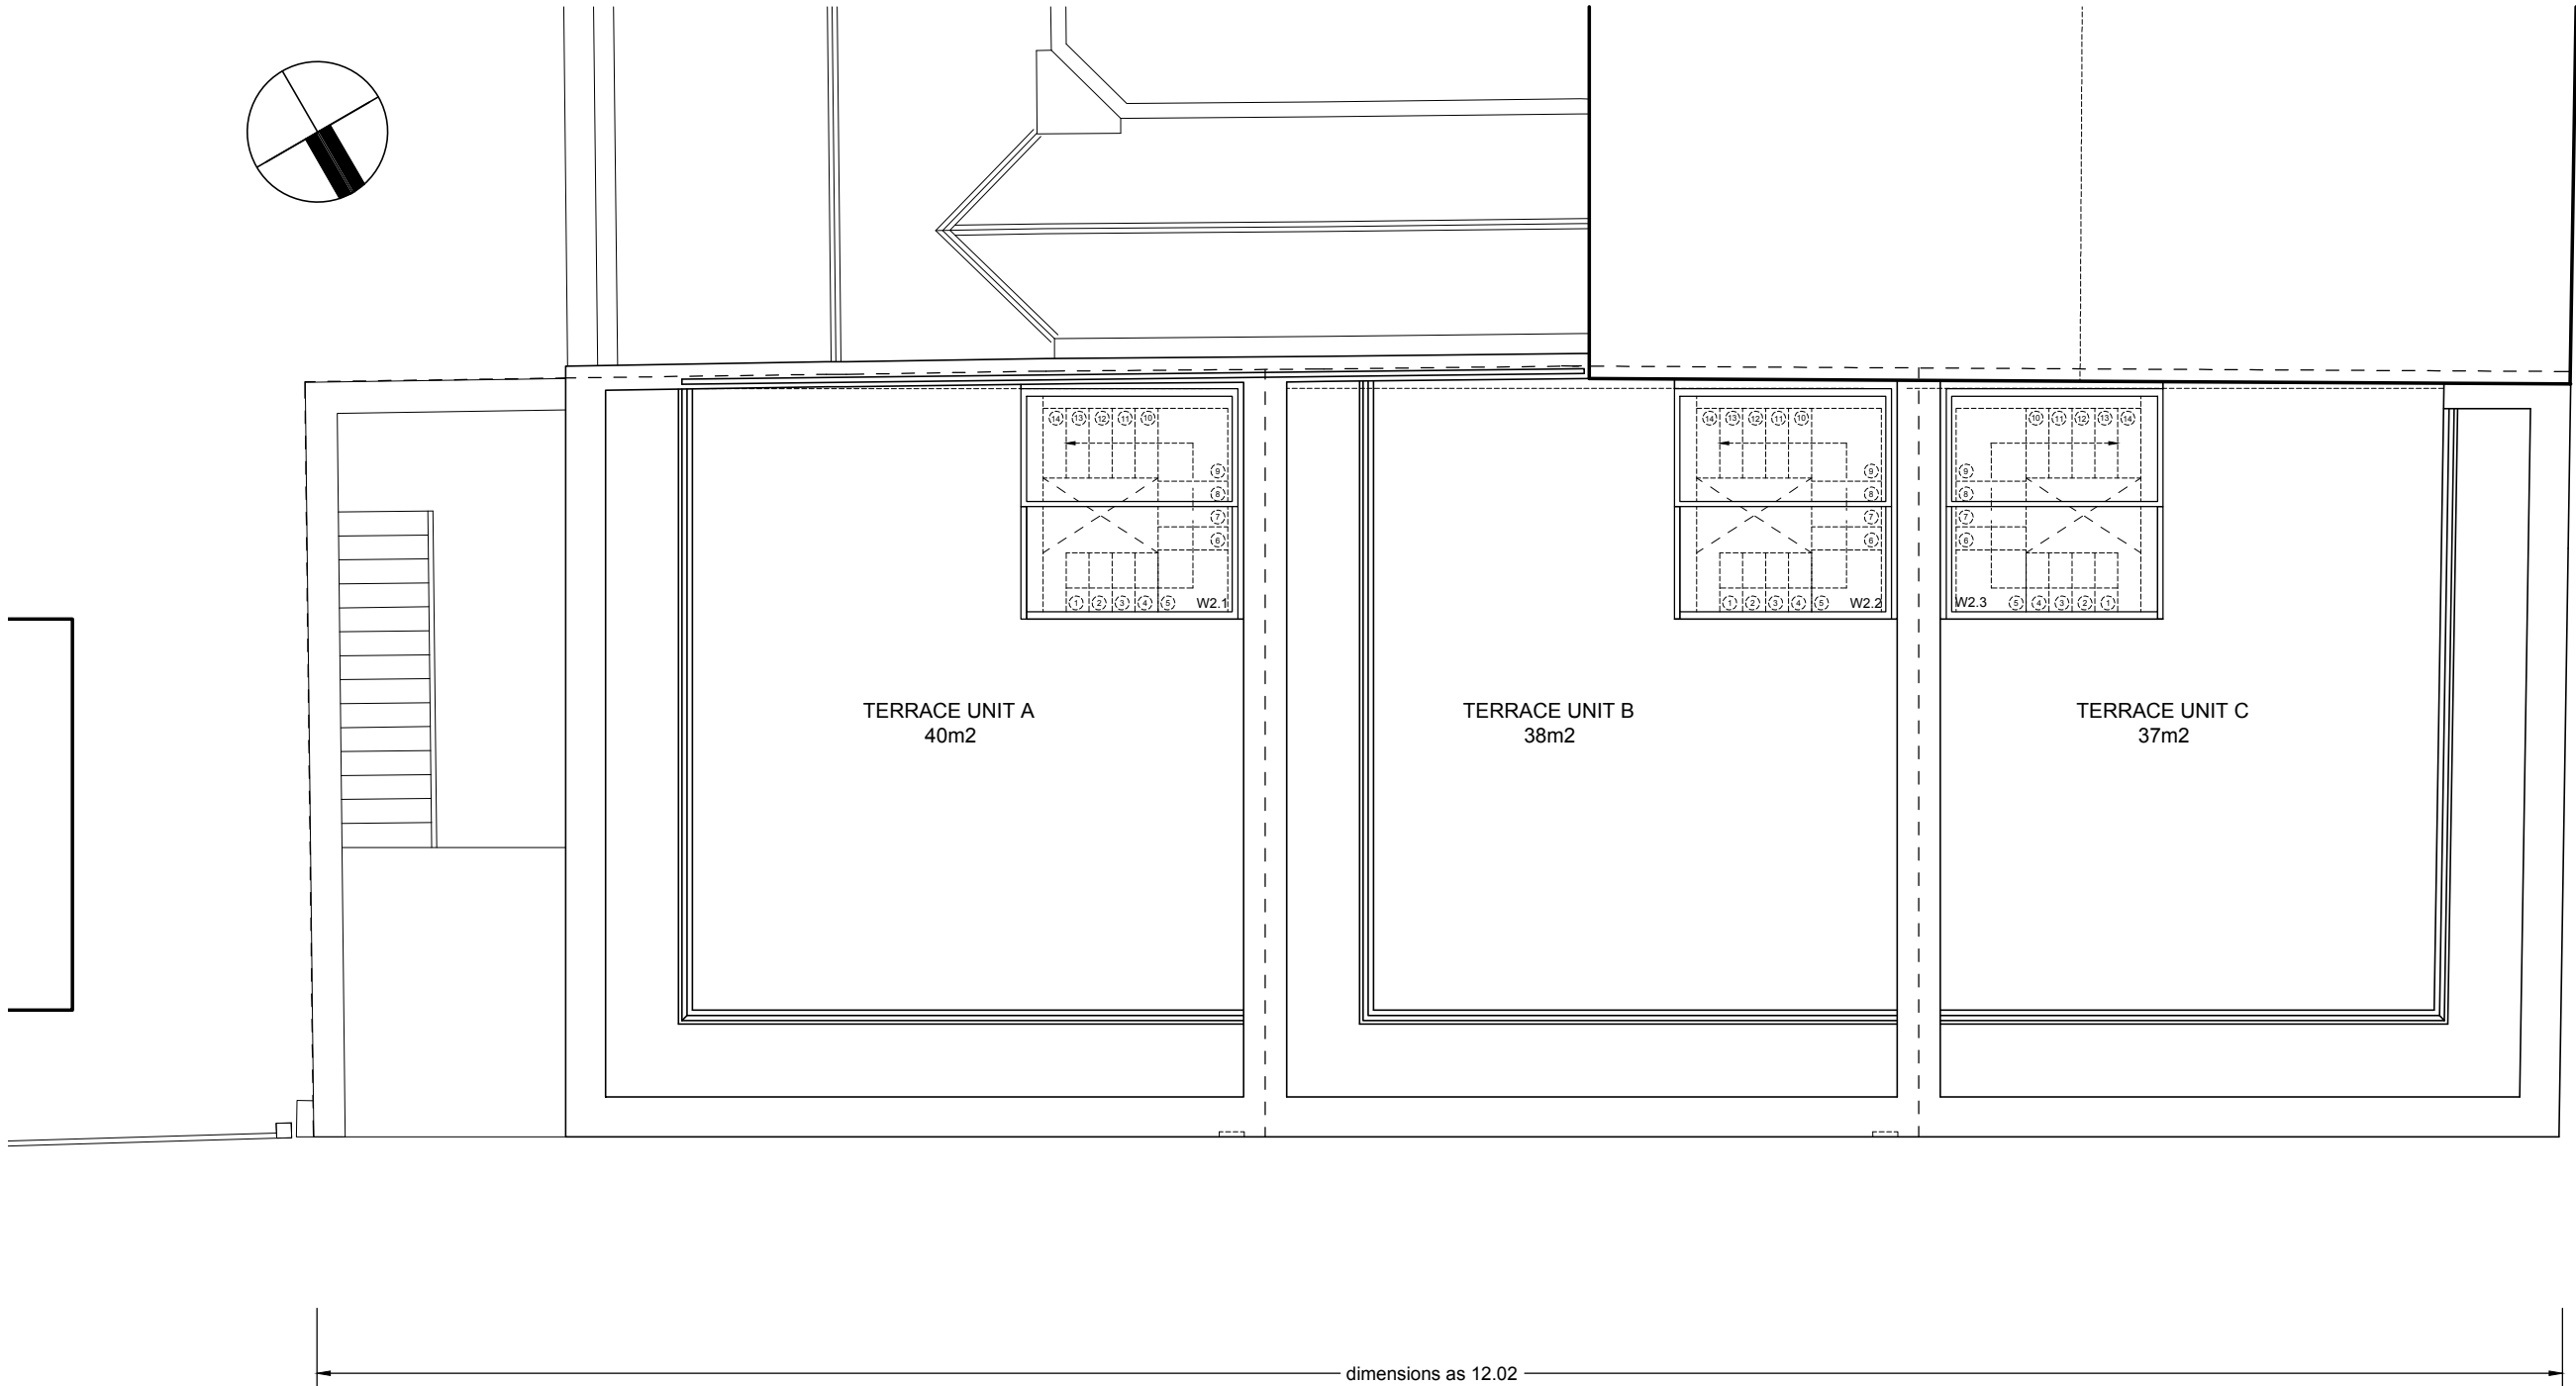 14 13 12 11 10
9
8
7
6
1 2 3 4 5 W2.1
14 13 12 11 10
9
8
7
6
1 2 3 4 5 W2.2
10 11 12 13 14
9
8
7
6
W2.3 5 4 3 2 1
TERRACE UNIT A
40m2
TERRACE UNIT B
38m2
TERRACE UNIT C
37m2
dimensions as 12.02